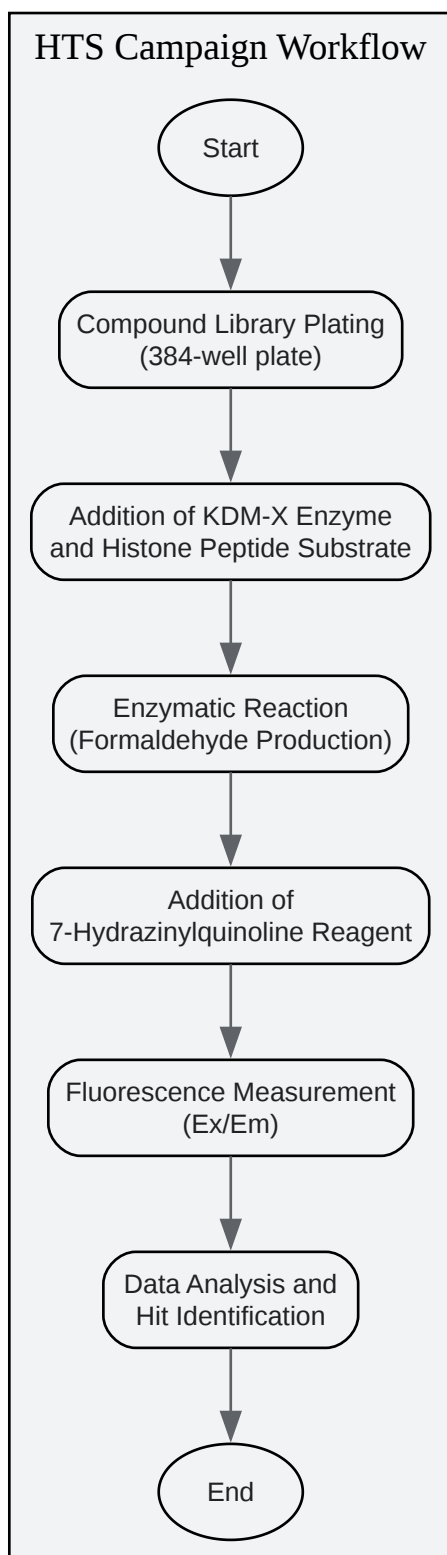 HTS Campaign Workflow
Start
Compound Library Plating
(384-well plate)
Addition of KDM-X Enzyme
and Histone Peptide Substrate
Enzymatic Reaction
(Formaldehyde Production)
Addition of
7-Hydrazinylquinoline Reagent
Fluorescence Measurement
(Ex/Em)
Data Analysis and
Hit Identification
End